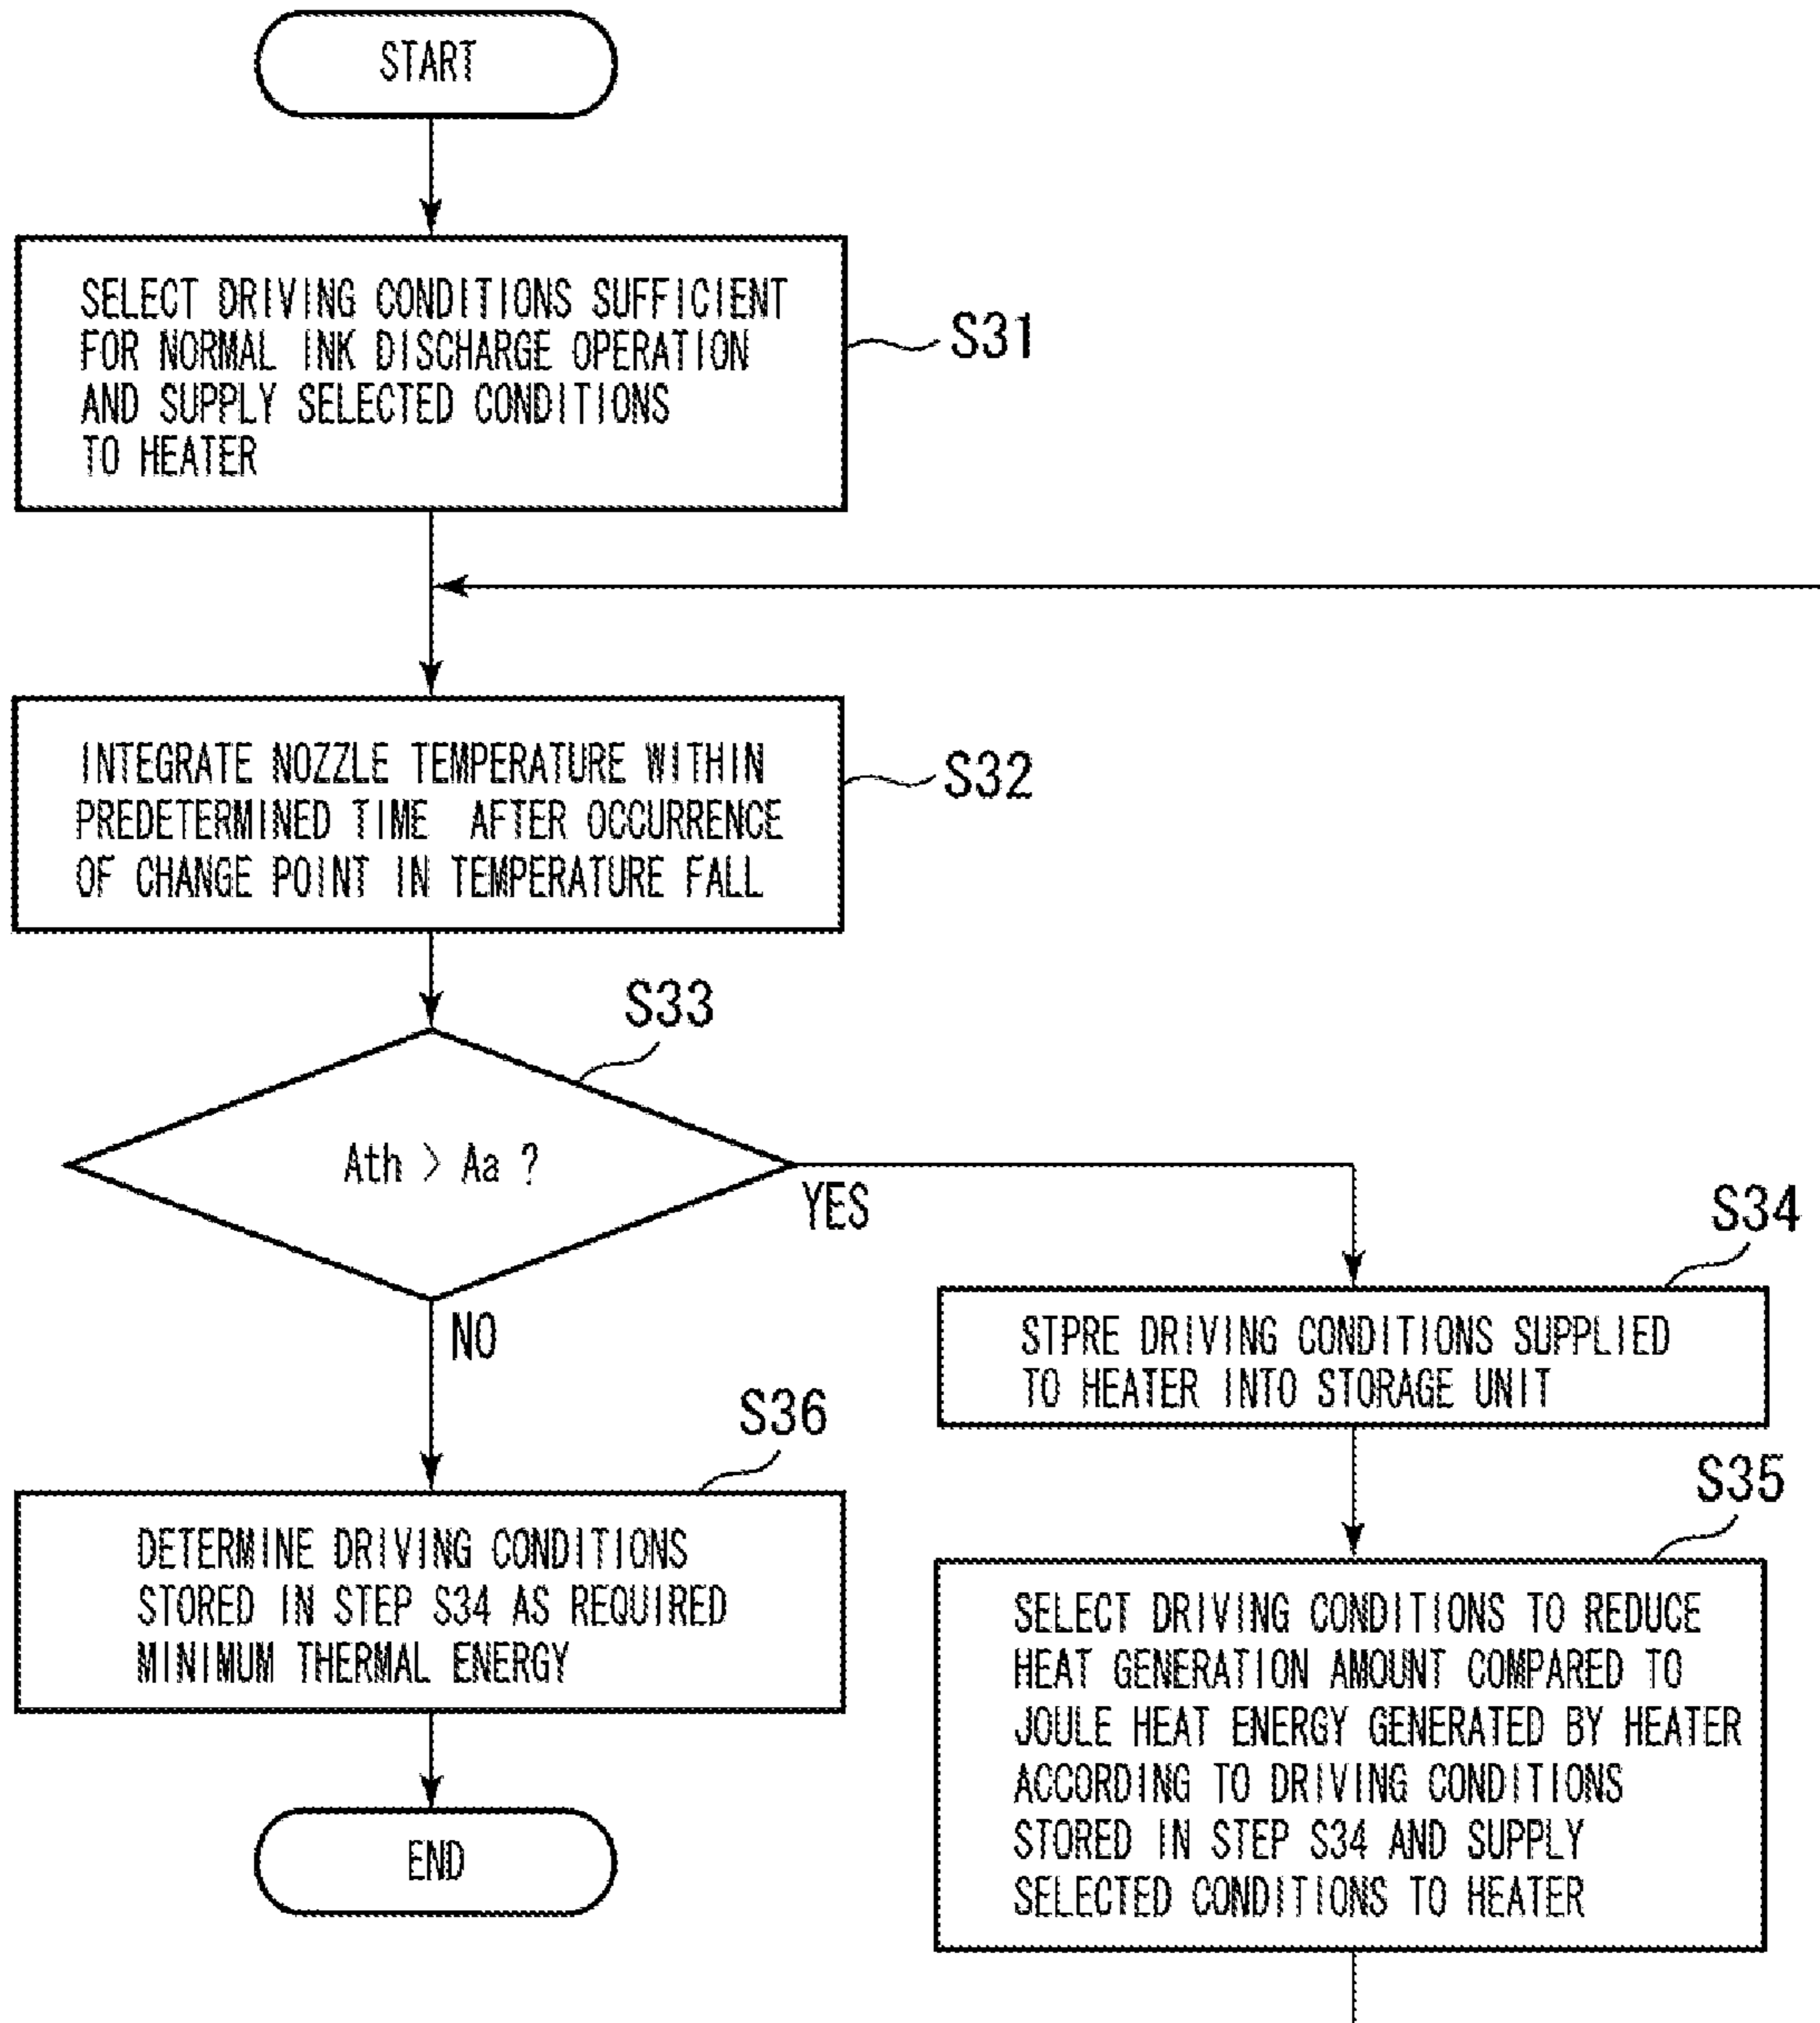 START
SELECT DRIVING CONDITIONS SUFFICIENT
FOR NORMAL INK DISCHARGE OPERATION
AND SUPPLY SELECTED CONDITIONS
TO HEATER
S31
INTEGRATE NOZZLE TEMPERATURE WITHIN
PREDETERMINED TIME AFTER OCCURRENCE
OF CHANGE POINT IN TEMPERATURE FALL
S32
S33
Ath > Aa ?
YES
NO
S34
STPRE DRIVING CONDITIONS SUPPLIED
TO HEATER INTO STORAGE UNIT
S36
DETERMINE DRIVING CONDITIONS
STORED IN STEP S34 AS REQUIRED
MINIMUM THERMAL ENERGY
S35
SELECT DRIVING CONDITIONS TO REDUCE
HEAT GENERATION AMOUNT COMPARED TO
JOULE HEAT ENERGY GENERATED BY HEATER
ACCORDING TO DRIVING CONDITIONS
STORED IN STEP S34 AND SUPPLY
SELECTED CONDITIONS TO HEATER
END